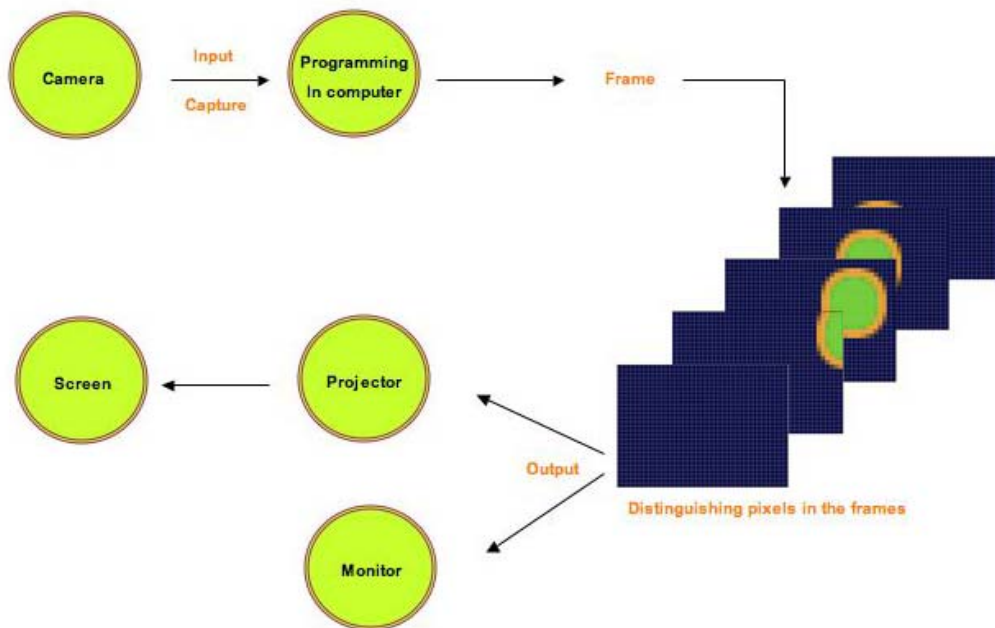 Camera
Input
Capture
Programming
In computer
Frame
Screen
Projector
Output
Distinguishing pixels in the frames
Monitor